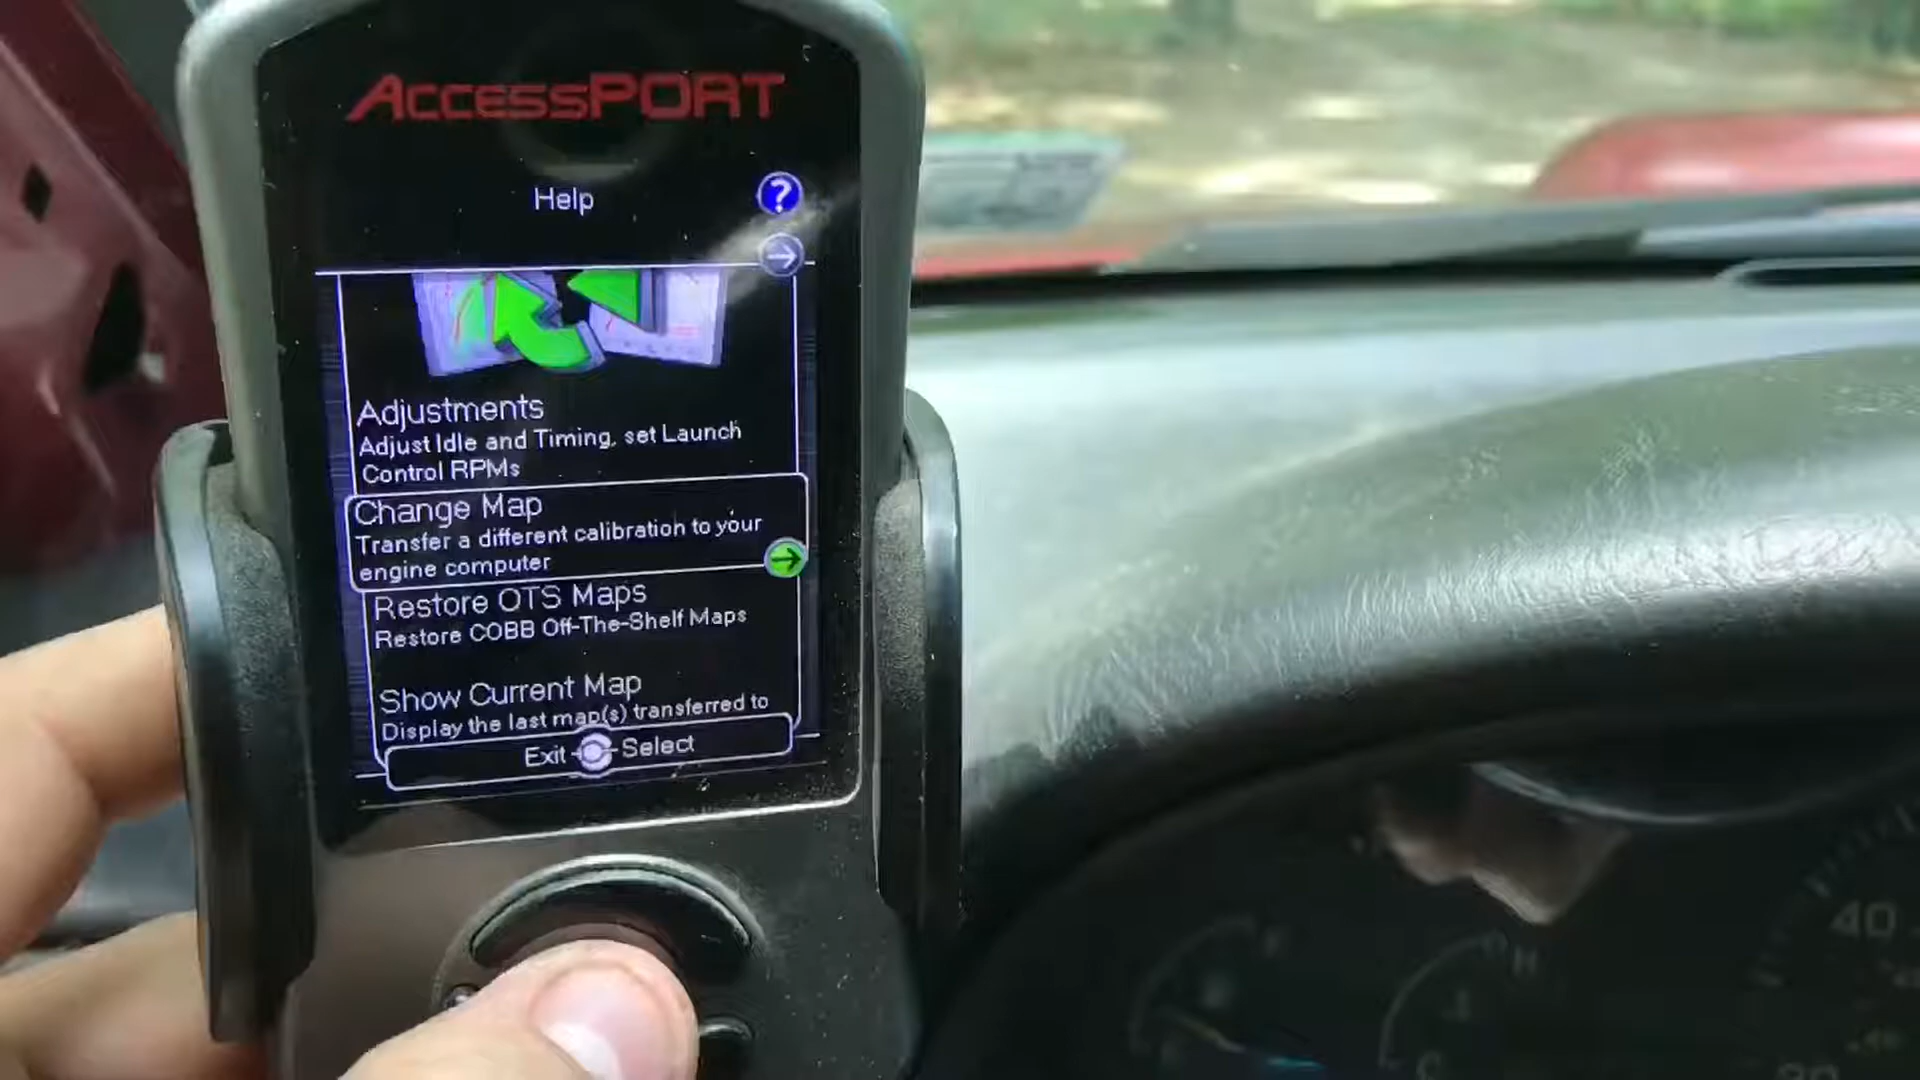 ACCESSPORT
Help
?
Adjustments
Adjust Idle and Timing, set Launch
Control RPMs
Change Map
Transfer a different calibration to your
engine computer
Restore OTS Maps
Restore COBB Off-The-Shelf Maps
Show Current Map
Display the last map(s) transferred to
Exit Select
F
H
C
40